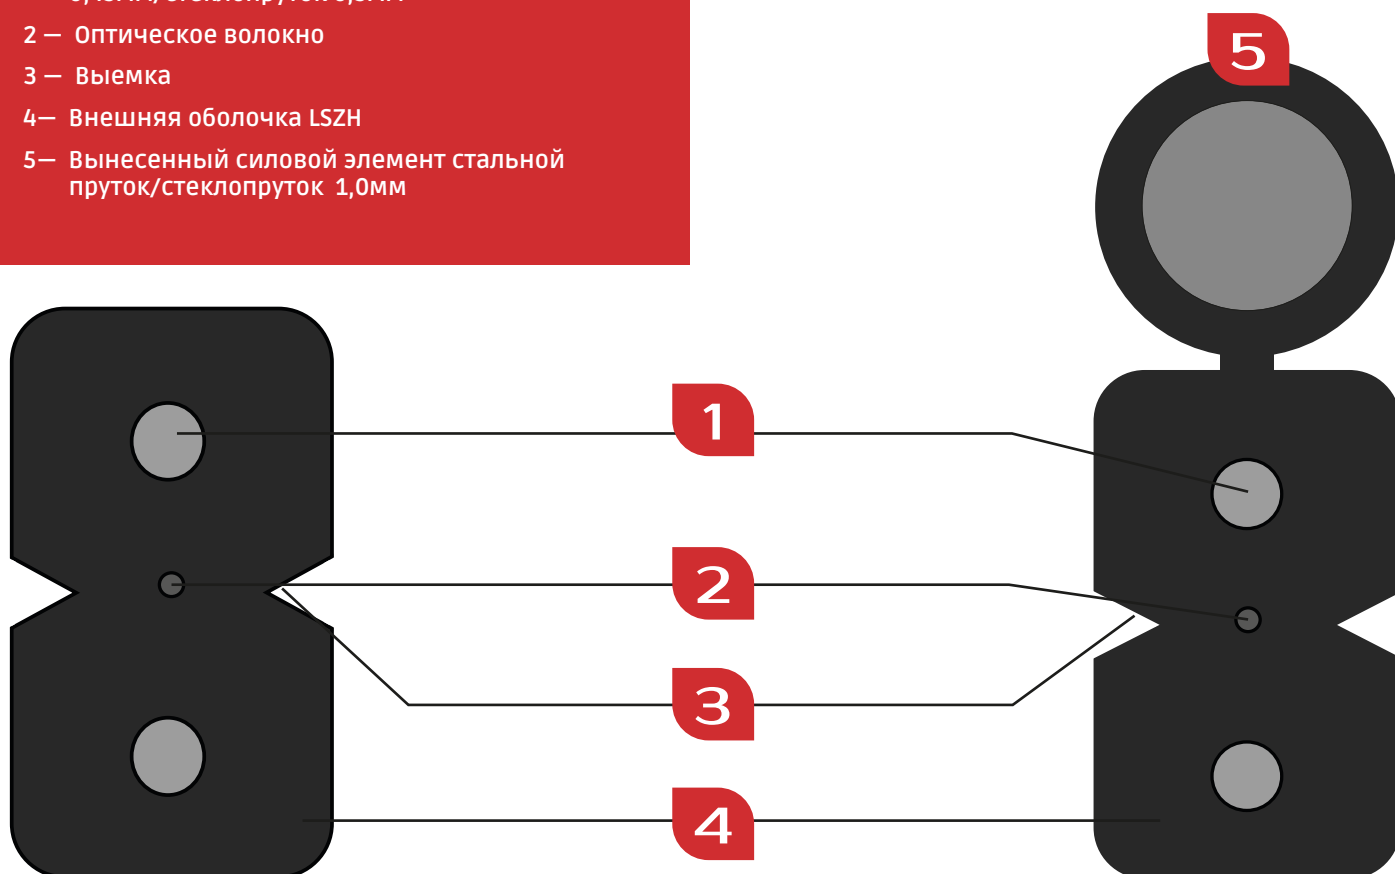 2 — Оптическое волокно
3 — Выемка
4— Внешняя оболочка LSZH
5— Вынесенный силовой элемент стальной
пруток/стеклопруток 1,0мм
5
1
2
3
4